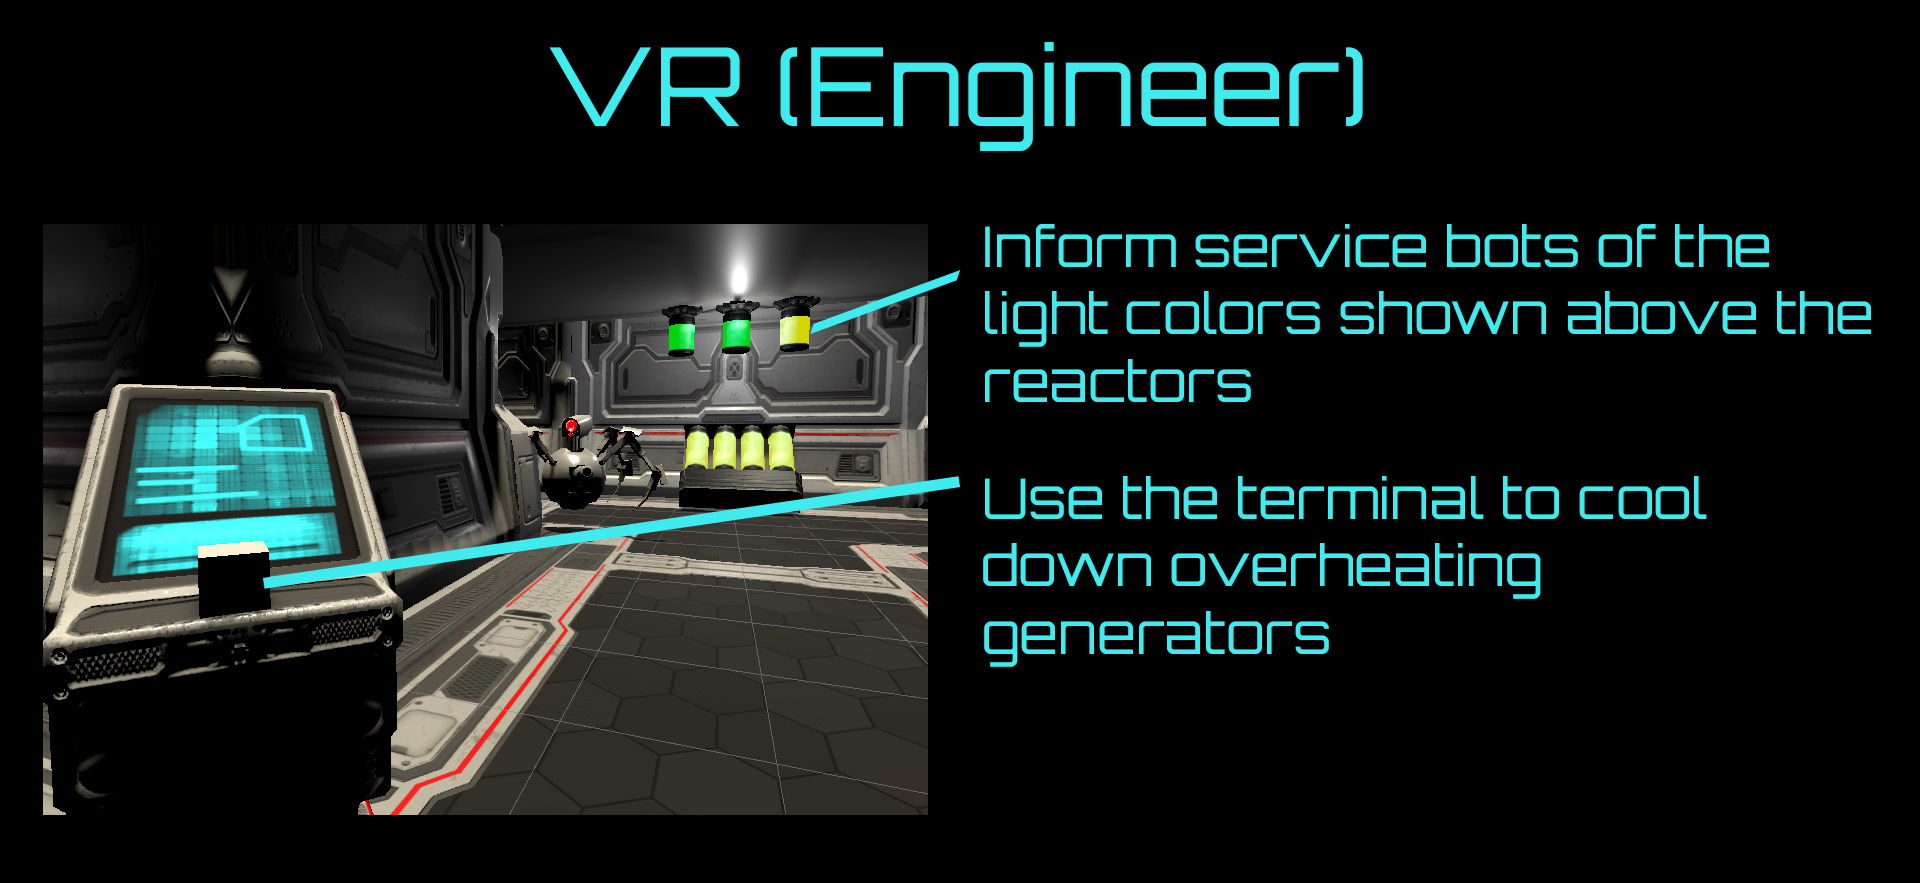 VR (Engineer)
Inform service bots of the
light colors shown above the
reactors
Use the terminal to cool
down overheating
generators